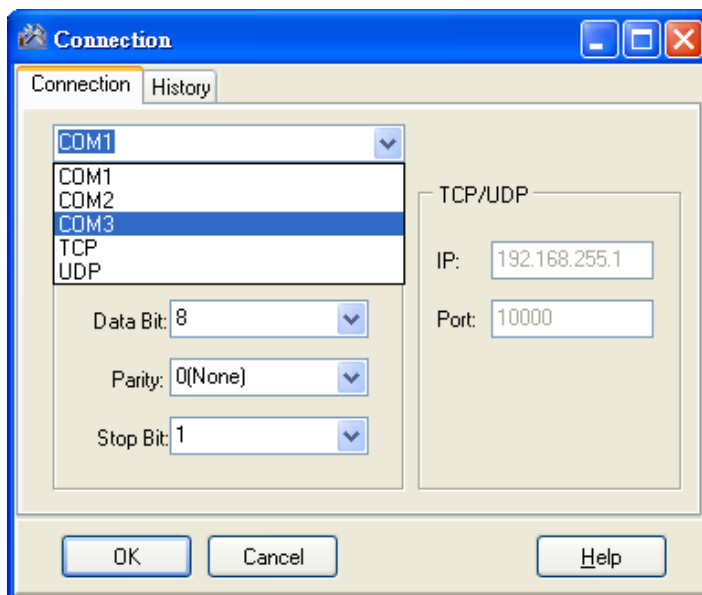 Connection
Connection History
COM1
COM1
COM2
COM3
TCP
UDP
Data Bit: 8
Parity: 0(None)
Stop Bit: 1
TCP/UDP
IP: 192.168.255.1
Port: 10000
OK Cancel Help